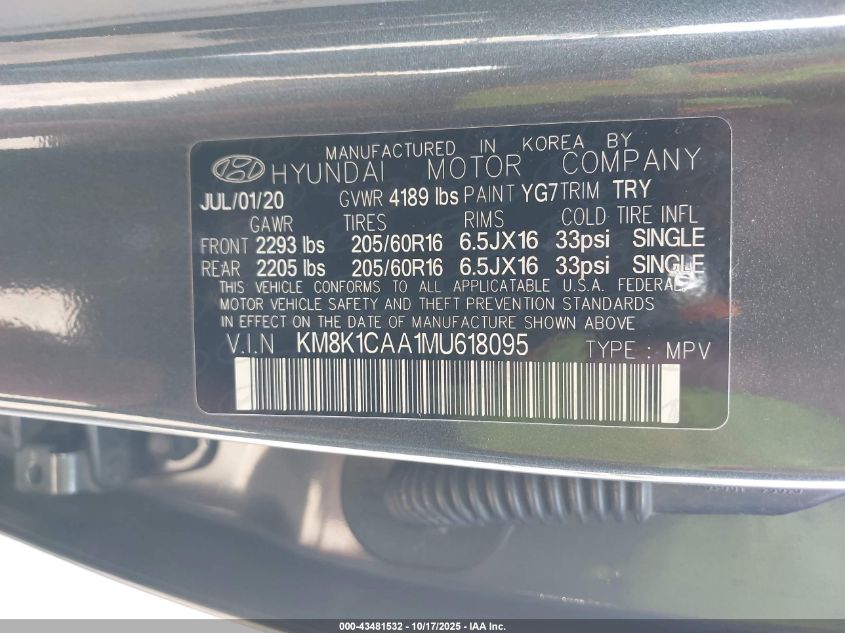 MANUFACTURED IN KOREA BY
HYUNDAI MOTOR COMPANY
JUL/01/20 GVWR 4189 lbs PAINT YG7 TRIM TRY
GAWR TIRES RIMS COLD TIRE INFL
FRONT 2293 lbs 205/60R16 6.5JX16 33psi SINGLE
REAR 2205 lbs 205/60R16 6.5JX16 33psi SINGLE
THIS VEHICLE CONFORMS TO ALL APPLICATABLE U.S.A. FEDERAL
MOTOR VEHICLE SAFETY AND THEFT PREVENTION STANDARDS
IN EFFECT ON THE DATE OF MANUFACTURE SHOWN ABOVE
V.I.N KM8K1CAA1MU618095 TYPE : MPV
000-43481532 - 10/17/2025 - IAA Inc.